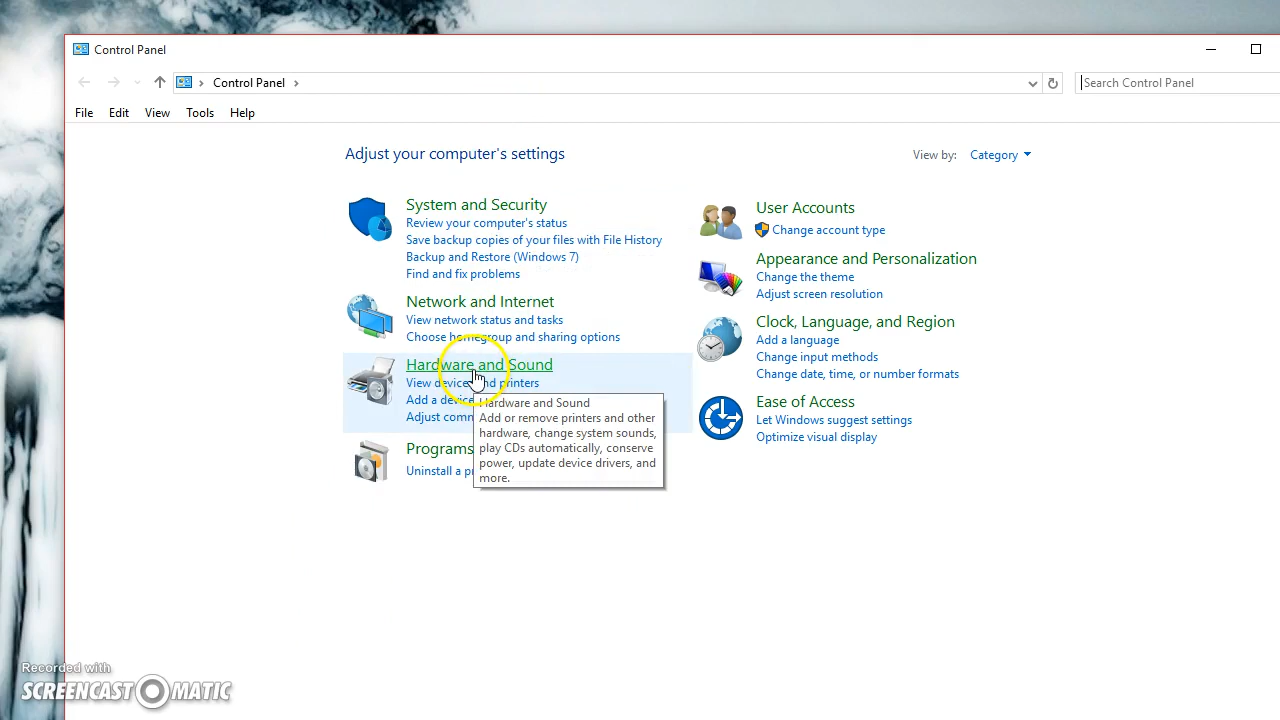 Control Panel
Control Panel
Search Control Panel
File Edit View Tools Help
Adjust your computer's settings
View by: Category
System and Security
Review your computer's status
Save backup copies of your files with File History
Backup and Restore (Windows 7)
Find and fix problems
Network and Internet
View network status and tasks
Choose homegroup and sharing options
Hardware and Sound
View devices and printers
Add a device
Adjust
Hardware and Sound
Add or remove printers and other
hardware, change system sounds,
play CDs automatically, conserve
power, update device drivers, and
more.
Programs
Uninstall a
User Accounts
Change account type
Appearance and Personalization
Change the theme
Adjust screen resolution
Clock, Language, and Region
Add a language
Change input methods
Change date, time, or number formats
Ease of Access
Let Windows suggest settings
Optimize visual display
Recorded with
SCREENCAST MATIC